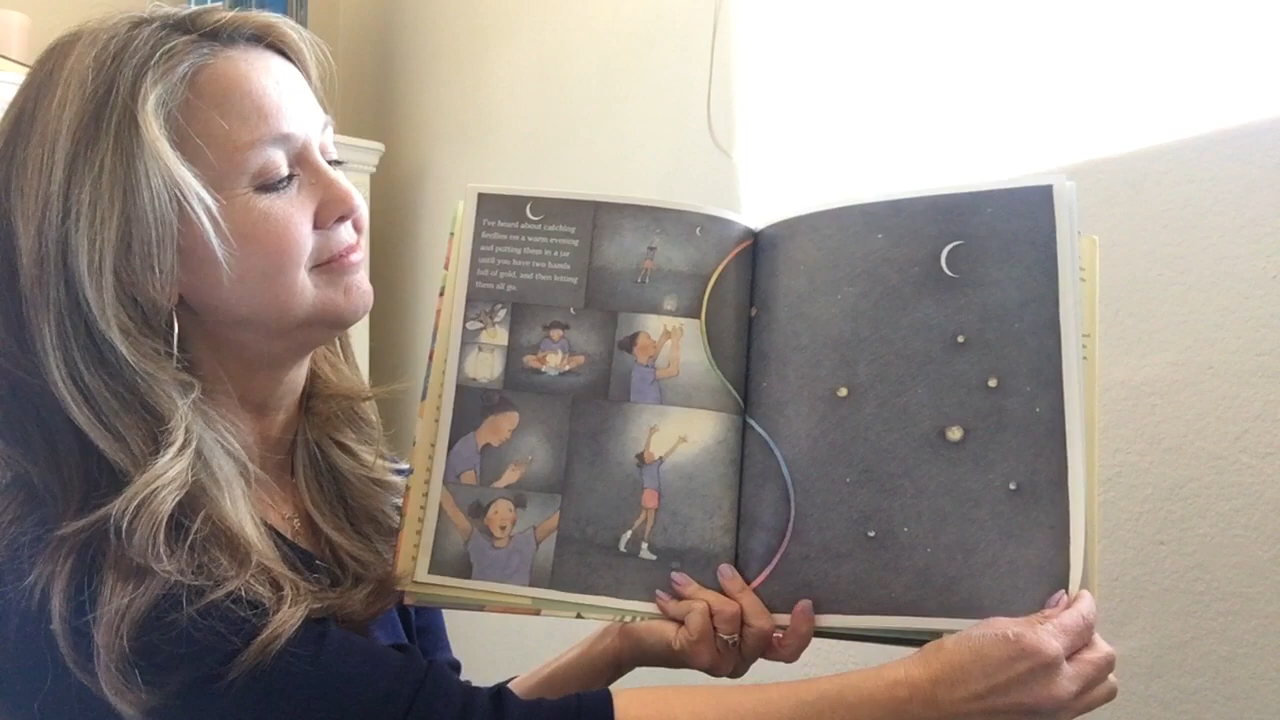 I've heard about catching
fireflies on a warm evening
and putting them in a jar
until you have two hands
full of gold, and then letting
them all go.